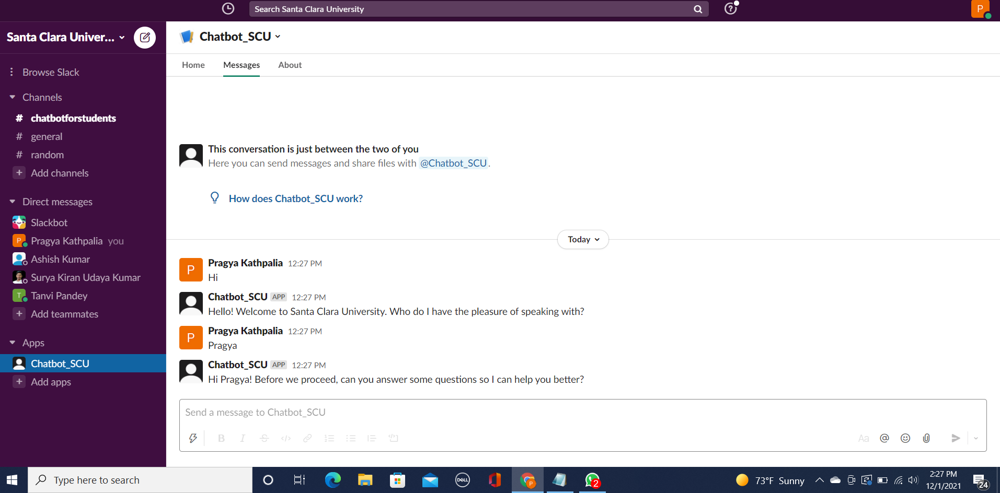 Search Santa Clara University
P
Santa Clara Univer...
Chatbot_SCU
Home Messages About
Browse Slack
Channels
# chatbotforstudents
# general
# random
+ Add channels
Direct messages
Slackbot
P Pragya Kathpalia you
Ashish Kumar
Surya Kiran Udaya Kumar
T Tanvi Pandey
+ Add teammates
Apps
Chatbot_SCU
+ Add apps
This conversation is just between the two of you
Here you can send messages and share files with @Chatbot_SCU.
How does Chatbot_SCU work?
Today
P
Pragya Kathpalia 12:27 PM
Hi
Chatbot_SCU APP 12:27 PM
Hello! Welcome to Santa Clara University. Who do I have the pleasure of speaking with?
P
Pragya Kathpalia 12:27 PM
Pragya
Chatbot_SCU APP 12:27 PM
Hi Pragya! Before we proceed, can you answer some questions so I can help you better?
Send a message to Chatbot_SCU
B I S </> Aa @
Type here to search
DELL
P
2
73°F Sunny
2:27 PM
12/1/2021
24